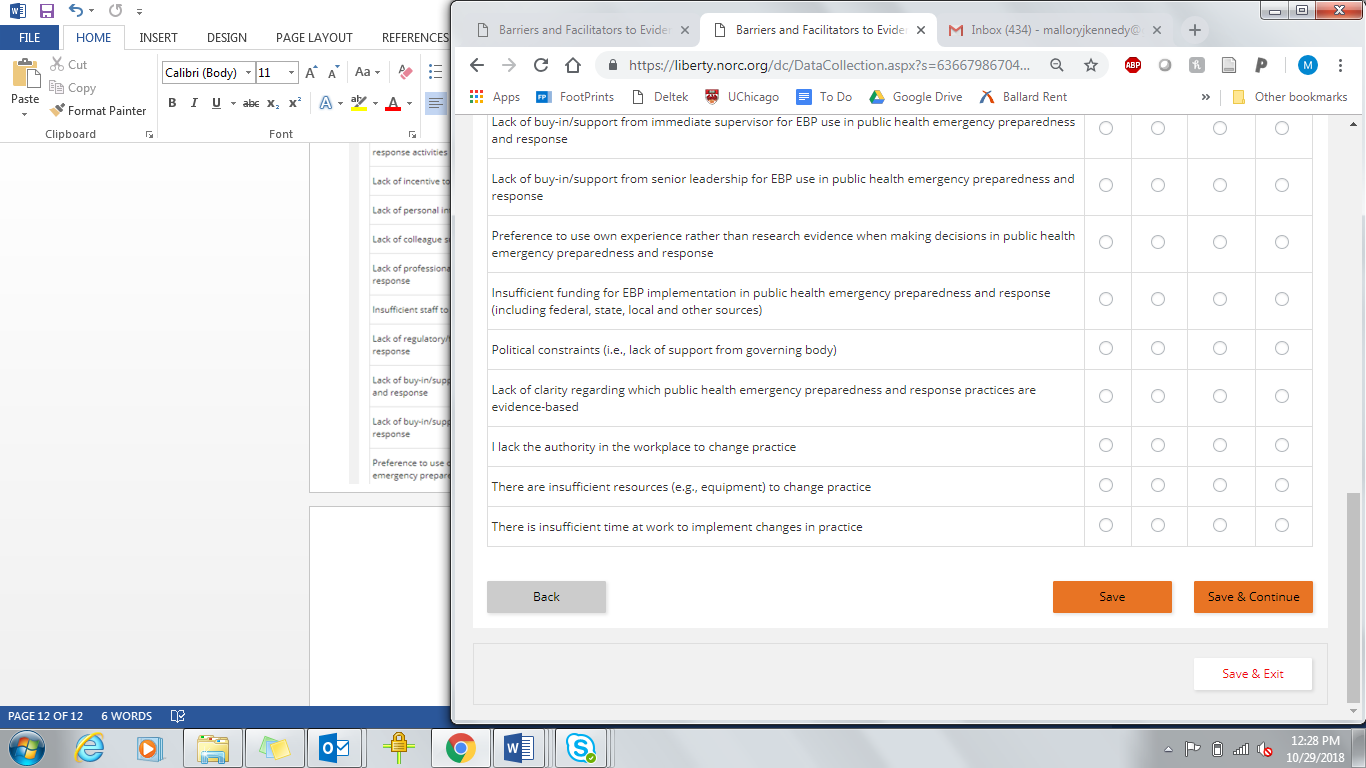 FILE
HOME
INSERT
DESIGN
PAGE LAYOUT
REFERENCES
Paste
Cut
Copy
Format Painter
Clipboard
Calibri (Body)
11
Aa
B I U abc x2 x2 A ab A
Font
response activities
Lack of incentive to
Lack of personal in
Lack of colleague s
Lack of professiona
response
Insufficient staff to
Lack of regulatory/
response
Lack of buy-in/supp
and response
Lack of buy-in/supp
response
Preference to use o
emergency prepare
PAGE 12 OF 12 6 WORDS
Barriers and Facilitators to Eviden
Barriers and Facilitators to Eviden
Inbox (434) - malloryjkennedy@
https://liberty.norc.org/dc/DataCollection.aspx?s=63667986704...
ABP
M
Apps
FootPrints
Deltek
UChicago
To Do
Google Drive
Ballard Rent
»
Other bookmarks
Lack of buy-in/support from immediate supervisor for EBP use in public health emergency preparedness
and response
Lack of buy-in/support from senior leadership for EBP use in public health emergency preparedness and
response
Preference to use own experience rather than research evidence when making decisions in public health
emergency preparedness and response
Insufficient funding for EBP implementation in public health emergency preparedness and response
(including federal, state, local and other sources)
Political constraints (i.e., lack of support from governing body)
Lack of clarity regarding which public health emergency preparedness and response practices are
evidence-based
I lack the authority in the workplace to change practice
There are insufficient resources (e.g., equipment) to change practice
There is insufficient time at work to implement changes in practice
Back
Save
Save & Continue
Save & Exit
12:28 PM
10/29/2018